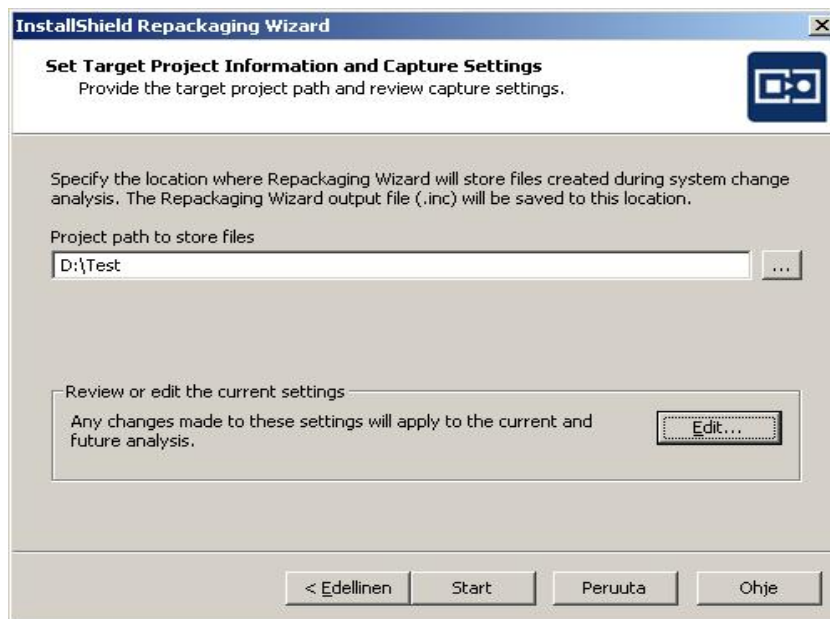 InstallShield Repackaging Wizard
Set Target Project Information and Capture Settings
Provide the target project path and review capture settings.
Specify the location where Repackaging Wizard will store files created during system change
analysis. The Repackaging Wizard output file (.inc) will be saved to this location.
Project path to store files
D:\Test
...
Review or edit the current settings
Any changes made to these settings will apply to the current and
future analysis.
Edit...
< Edellinen
Start
Peruuta
Ohje